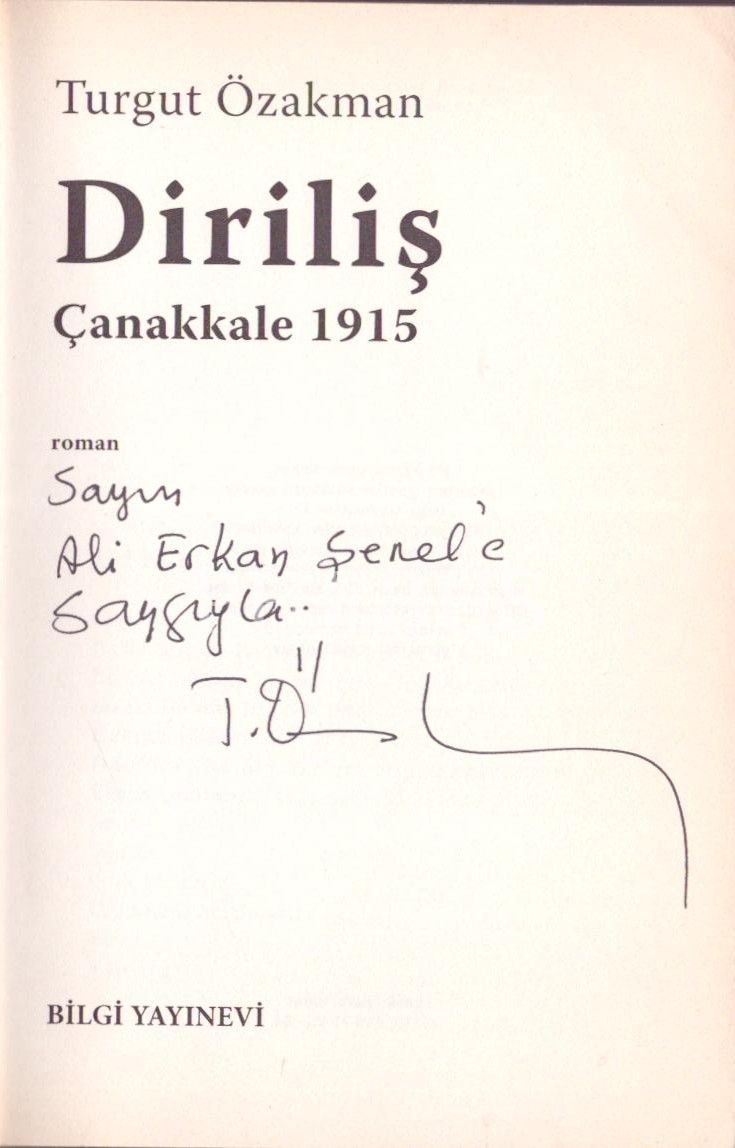 Turgut Özakman
Diriliş
Çanakkale 1915
roman
Sayın
Ali Erkan Şenel'e
Saygıyla..
T.Ö
BİLGİ YAYINEVİ